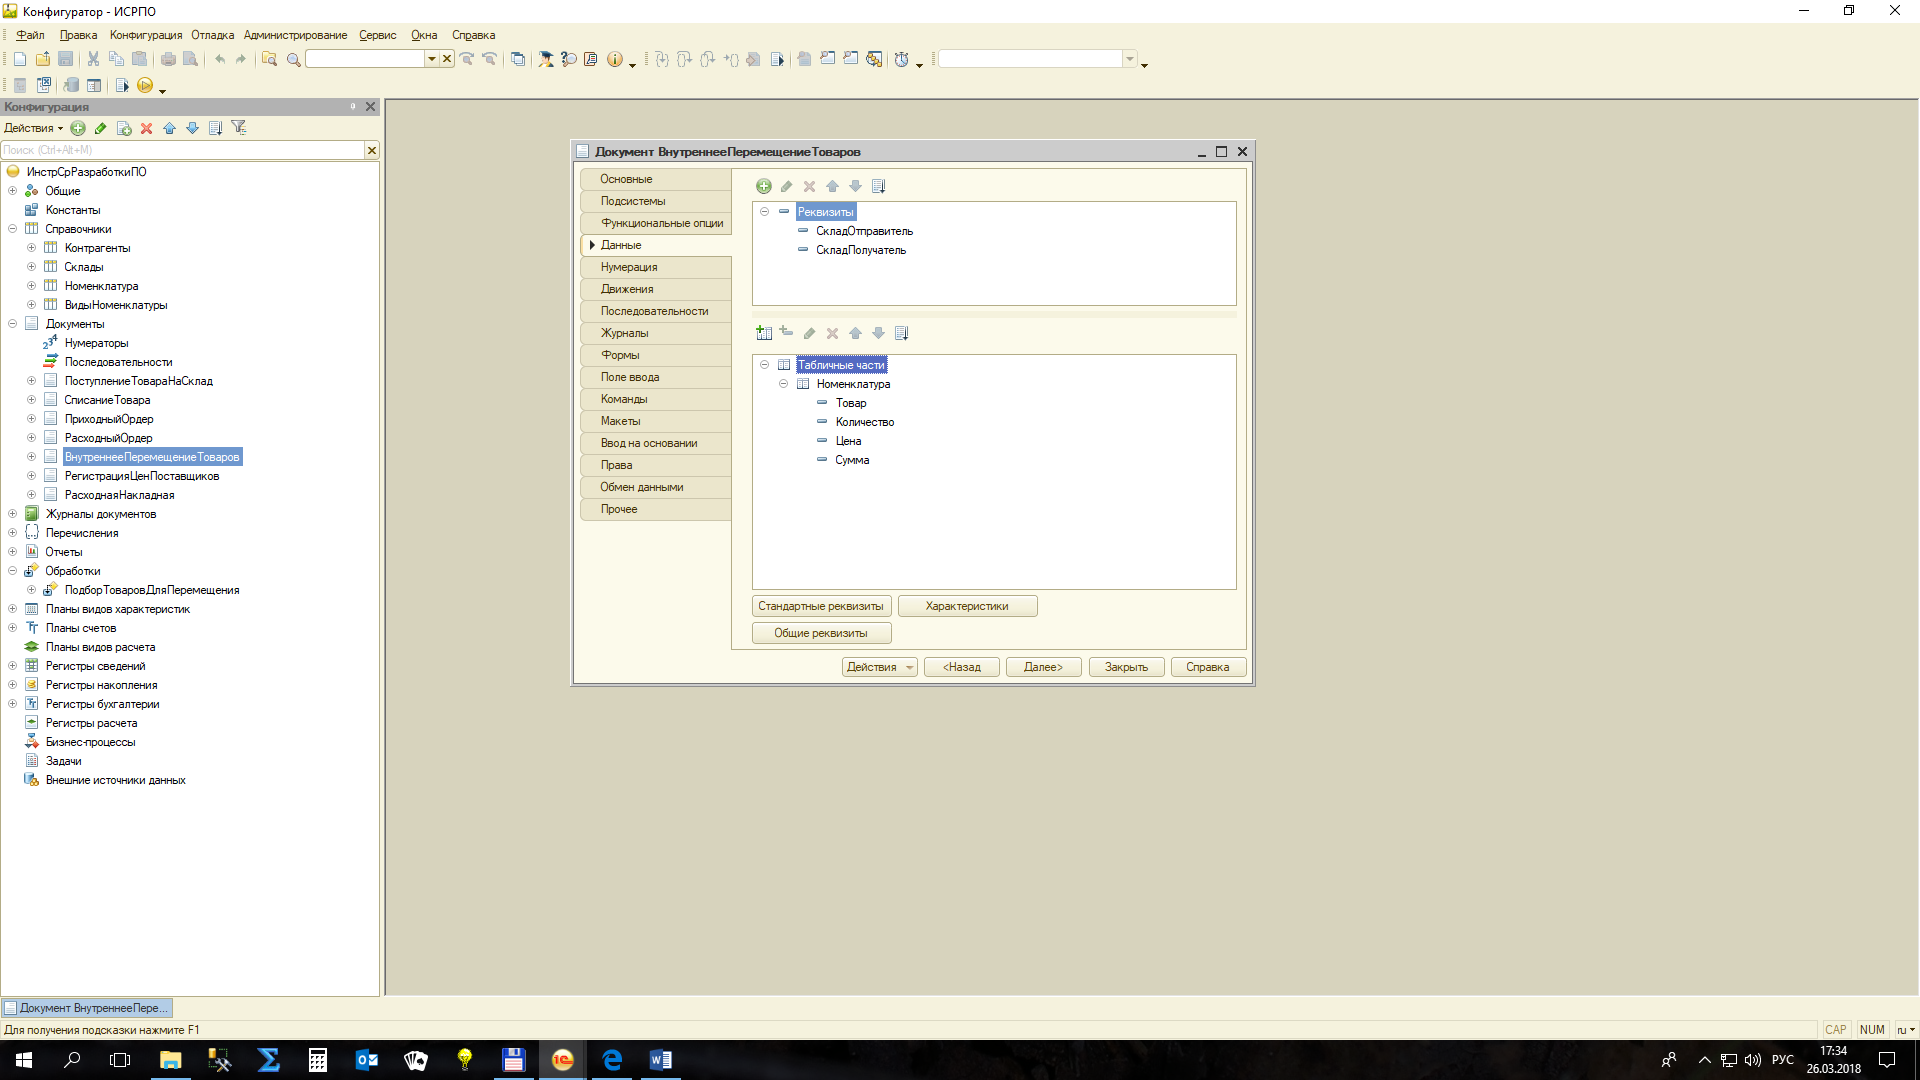 Конфигуратор - ИСРПО
Файл Правка Конфигурация Отладка Администрирование Сервис Окна Справка
Конфигурация
Действия
Поиск (Ctrl+Alt+M)
ИнстрСрРазработкиПО
Общие
Константы
Справочники
Контрагенты
Склады
Номенклатура
ВидыНоменклатуры
Документы
Нумераторы
Последовательности
ПоступлениеТовараНаСклад
СписаниеТовара
ПриходныйОрдер
РасходныйОрдер
ВнутреннееПеремещениеТоваров
РегистрацияЦенПоставщиков
РасходнаяНакладная
Журналы документов
Перечисления
Отчеты
Обработки
ПодборТоваровДляПеремещения
Планы видов характеристик
Планы счетов
Планы видов расчета
Регистры сведений
Регистры накопления
Регистры бухгалтерии
Регистры расчета
Бизнес-процессы
Задачи
Внешние источники данных
Документ ВнутреннееПеремещениеТоваров
Основные
Подсистемы
Функциональные опции
Данные
Нумерация
Движения
Последовательности
Журналы
Формы
Поле ввода
Команды
Макеты
Ввод на основании
Права
Обмен данными
Прочее
Реквизиты
СкладОтправитель
СкладПолучатель
Табличные части
Номенклатура
Товар
Количество
Цена
Сумма
Стандартные реквизиты Характеристики
Общие реквизиты
Действия <Назад Далее> Закрыть Справка
Документ ВнутреннееПере...
Для получения подсказки нажмите F1
CAP NUM ru
РУС
17:34
26.03.2018